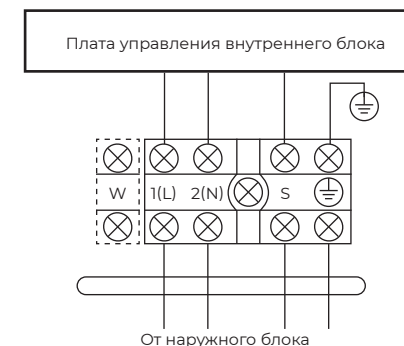 Плата управления внутреннего блока
W 1(L) 2(N) S
От наружного блока